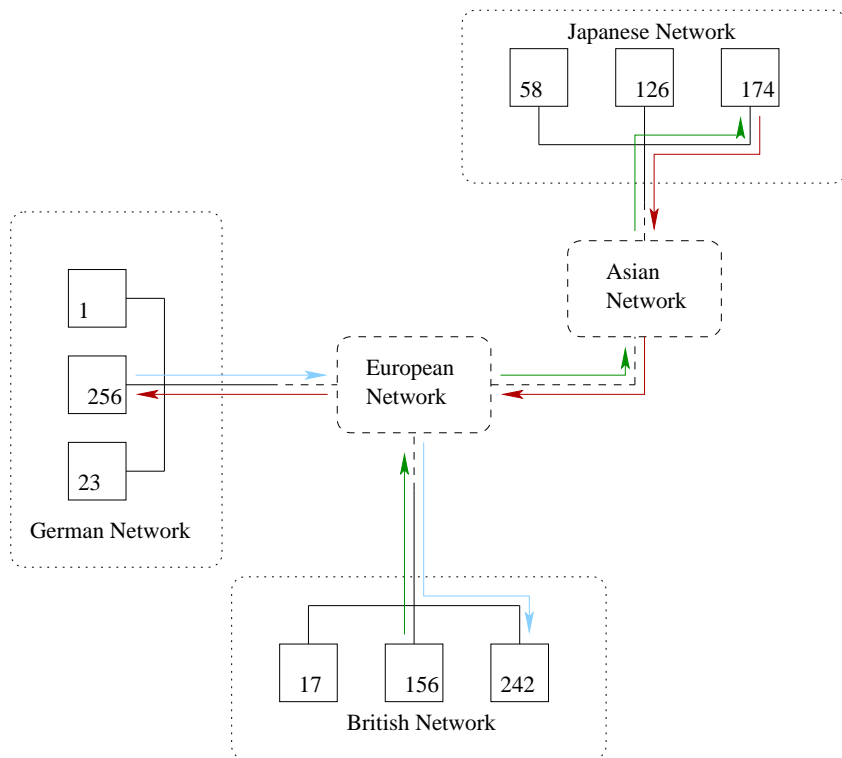 Japanese Network
58
126
174
Asian
Network
1
European
Network
256
23
German Network
17
156
242
British Network